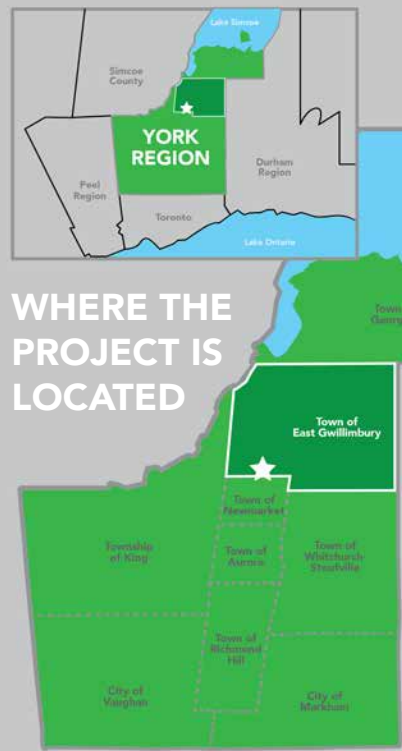 Lake Simcoe
Simcoe
County
YORK
REGION
Durham
Region
Peel
Region
Toronto
Lake Ontario
WHERE THE
PROJECT IS
LOCATED
Town
Town of
East Gwillimbury
Town of
Newmarket
Township
of King
Town of
Aurora
Town of
Whitchurch
Stouffville
Town of
Richmond
Hill
City of
Vaughan
City of
Markham